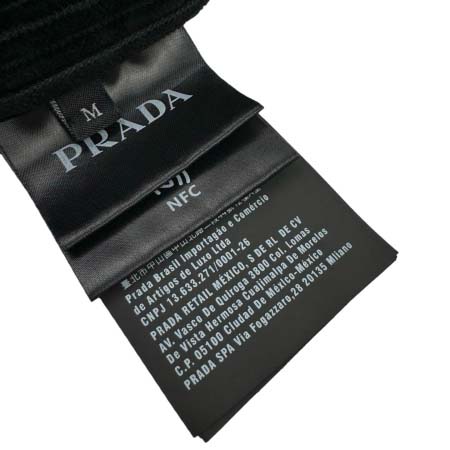 M
PRADA
NFC
Prada Brasil Importação e Comércio
de Artigos de Luxo Ltda
CNPJ 13.633.271/0001-26
PRADA RETAIL MEXICO, S DE RL DE CV
AV. Vasco De Quiroga 3800 Col. Lomas
De Vista Hermosa Cuajimalpa De Morelos
C.P. 05100 Ciudad De México-México
PRADA SPA Via Fogazzaro,28 20135 Milano